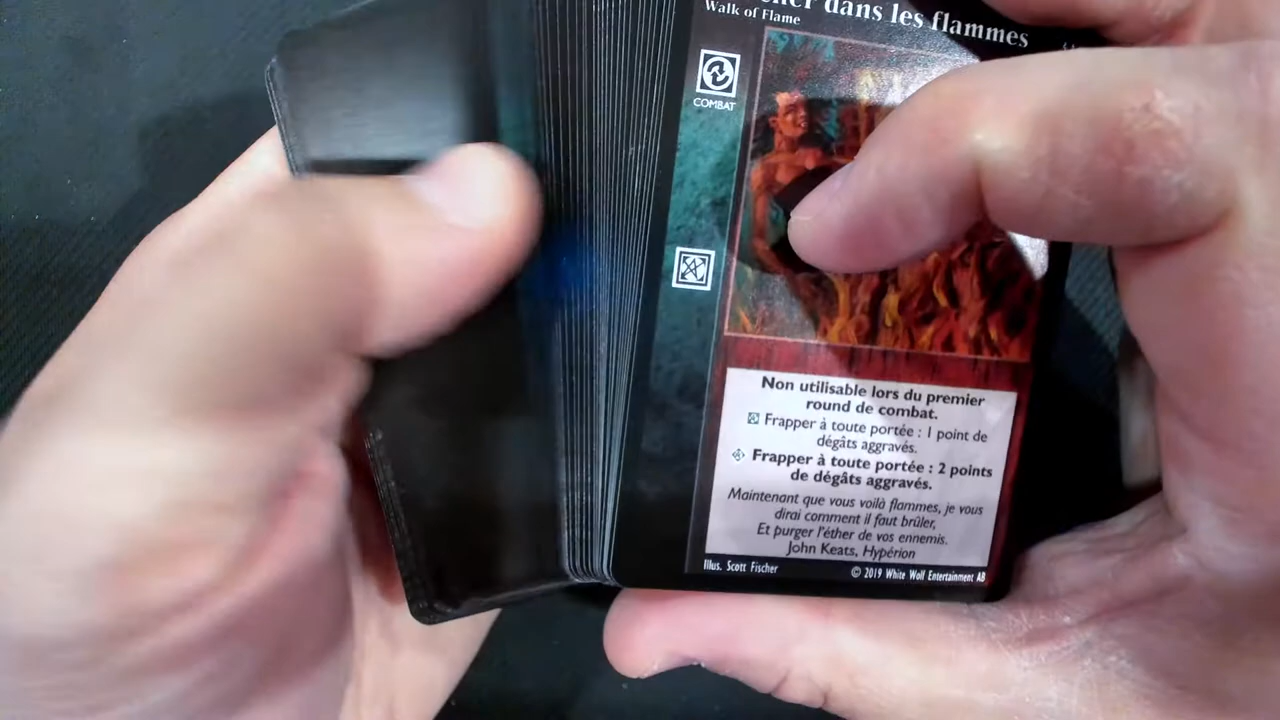 dans les flammes
Walk of Flame
COMBAT
Non utilisable lors du premier
round de combat.
Frapper à toute portée : 1 point de
dégâts aggravés.
Frapper à toute portée : 2 points
de dégâts aggravés.
Maintenant que vous voilà flammes, je vous
dirai comment il faut brûler,
Et purger l'éther de vos ennemis.
John Keats, Hypérion
Illus. Scott Fischer
© 2019 White Wolf Entertainment AB